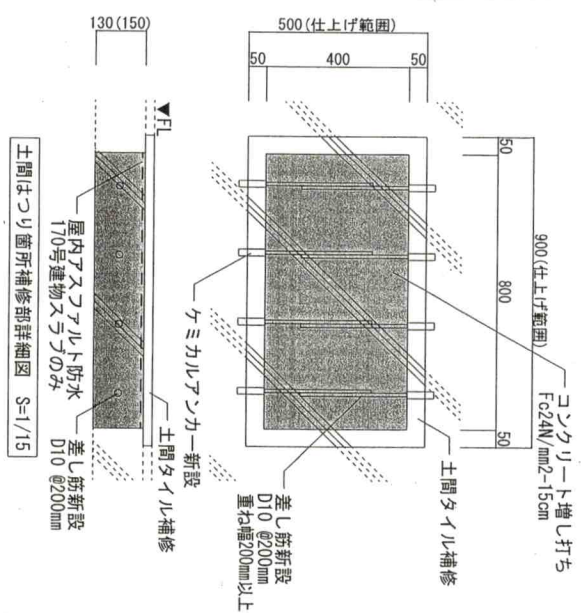 コンクリート増し打ち
Fc24N/mm2-15cm
900(仕上げ範囲)
50
800
50
500(仕上げ範囲)
50
400
50
土間タイル補修
差し筋新設
D10 @200mm
重ね幅200mm以上
ケミカルアンカー新設
130(150)
▼FL
土間タイル補修
差し筋新設
D10 @200mm
屋内アスファルト防水
170号建物スラブのみ
土間はつり箇所補修部詳細図 S=1/15